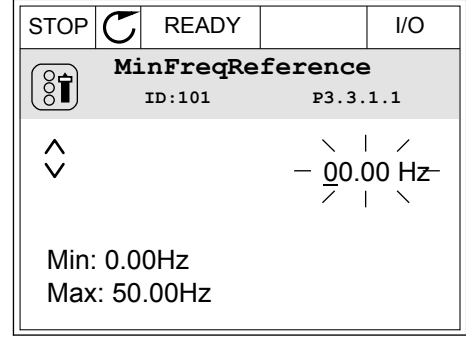 STOP READY I/O
MinFreqReference
ID:101 P3.3.1.1
00.00 Hz
Min: 0.00Hz
Max: 50.00Hz